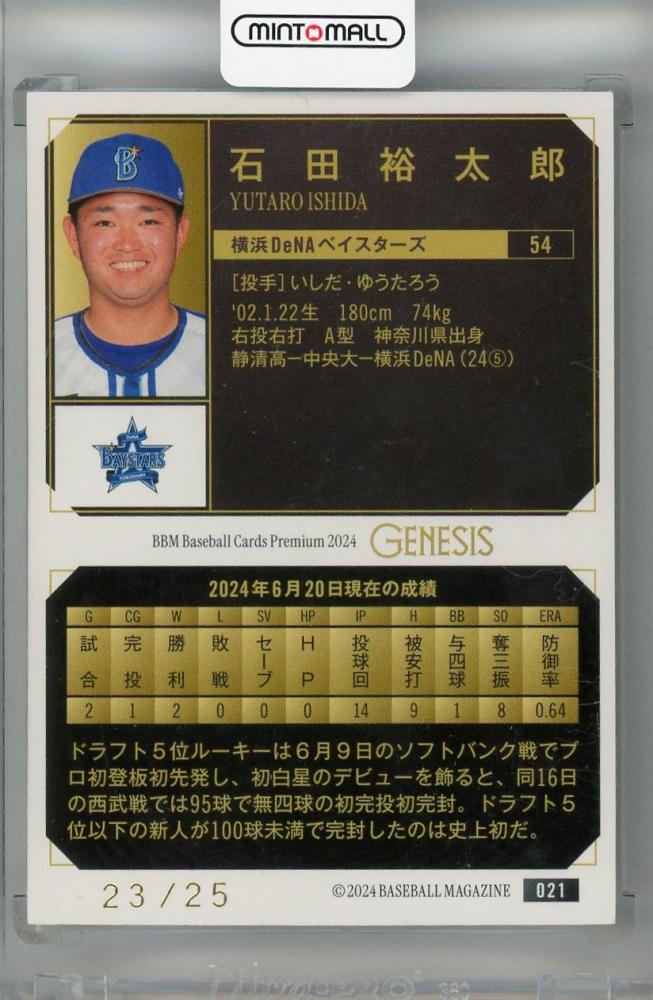 MINT MALL
石田裕太郎
YUTARO ISHIDA
横浜DeNAベイスターズ 54
[投手]いしだ・ゆうたろう
'02.1.22生 180cm 74kg
右投右打 A型 神奈川県出身
静清高ー中央大ー横浜DeNA(24⑤)
B
DeNA
BAYSTARS
YOKOHAMA
BBM Baseball Cards Premium 2024 GENESIS
2024年6月20日現在の成績
G CG W L SV HP IP H BB SO ERA
試合 完投 勝利 敗戦 セーブ HP 投球回 被安打 与四球 奪三振 防御率
2 1 2 0 0 0 14 9 1 8 0.64
ドラフト5位ルーキーは6月9日のソフトバンク戦でプ
ロ初登板初先発し、初白星のデビューを飾ると、同16日
の西武戦では95球で無四球の初完投初完封。ドラフト5
位以下の新人が100球未満で完封したのは史上初だ。
23/25 ©2024 BASEBALL MAGAZINE 021